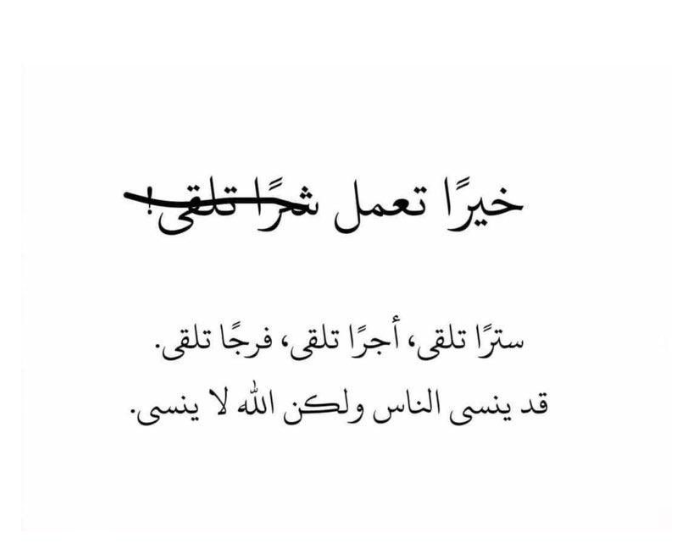 خيرًا تعمل شرًا تلقى!
سترًا تلقى، أجرًا تلقى، فرجًا تلقى.
قد ينسى الناس ولكن الله لا ينسى.